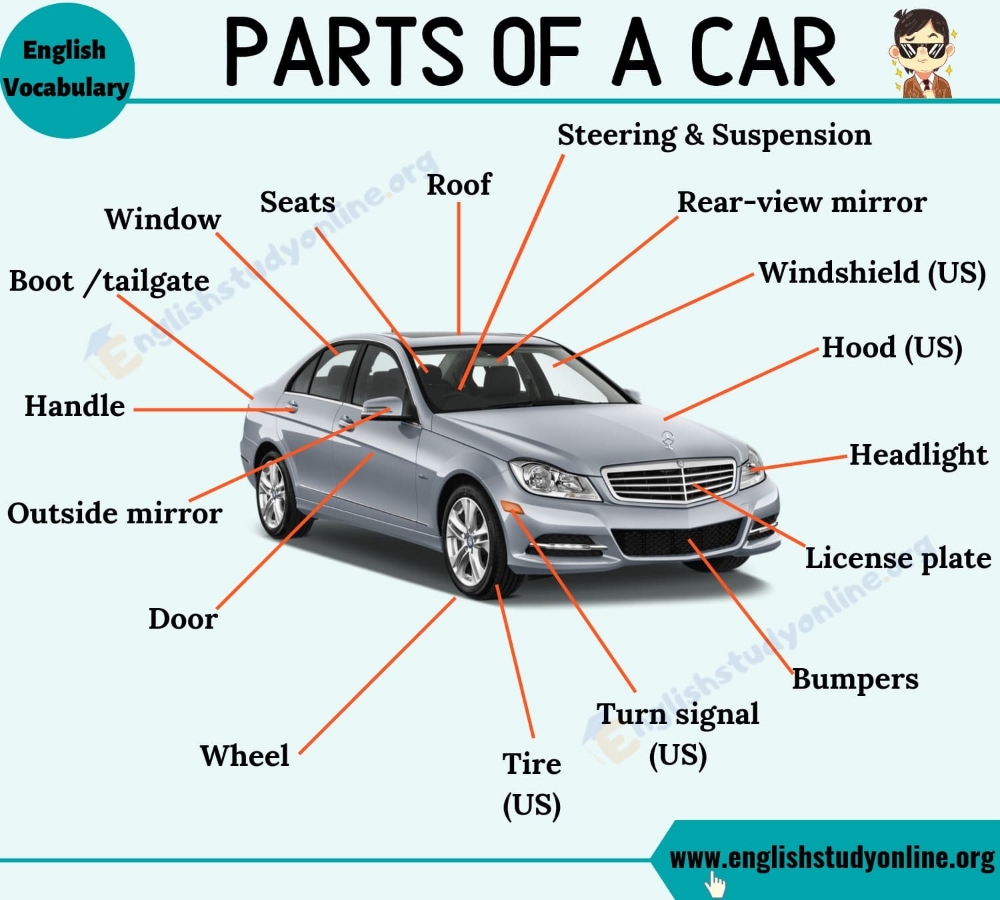 English
Vocabulary
PARTS OF A CAR
Steering & Suspension
Roof
Seats
Rear-view mirror
Window
Windshield (US)
Boot /tailgate
Hood (US)
Handle
Headlight
Outside mirror
License plate
Door
Bumpers
Turn signal
(US)
Wheel
Tire
(US)
Englishstudyonline.org
Englishstudyonline.org
www.englishstudyonline.org